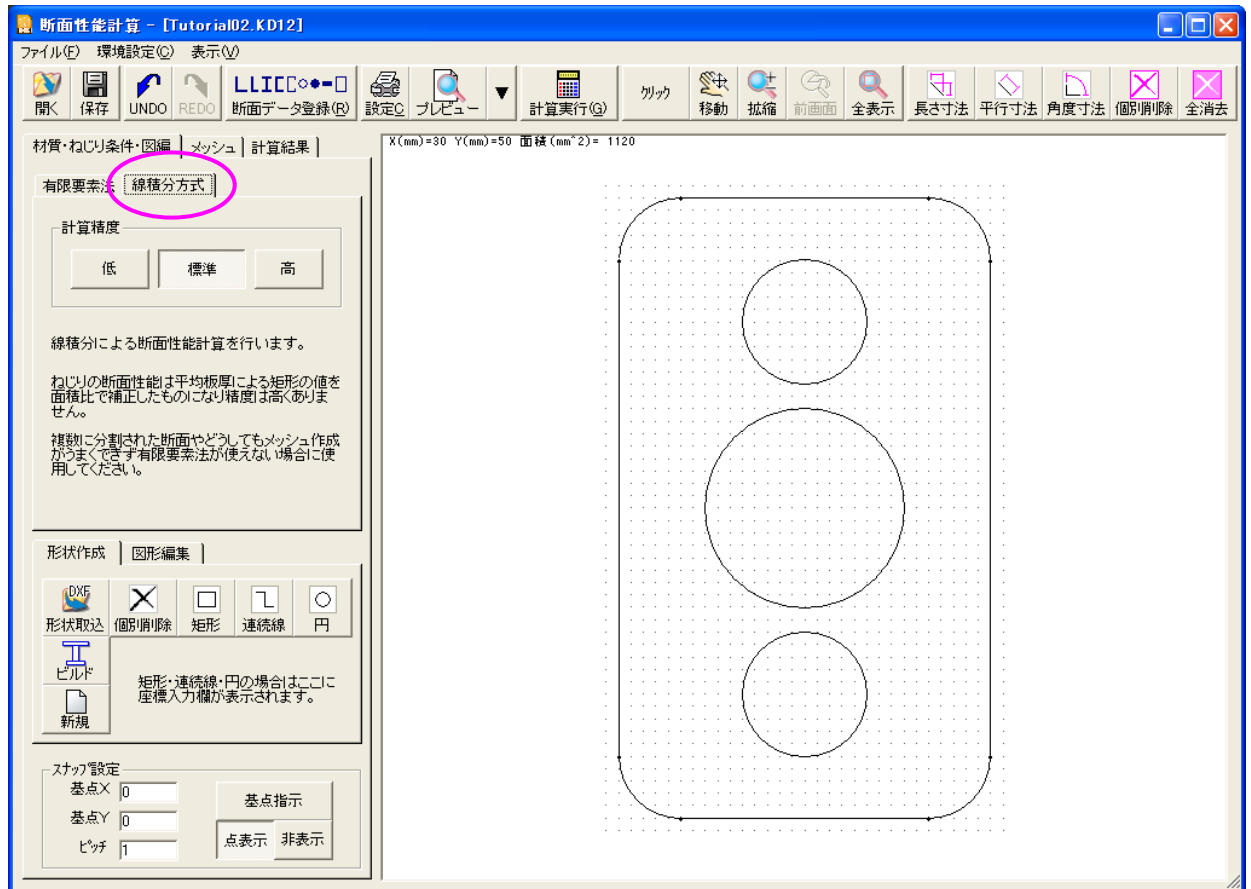 断面性能計算 - [Tutorial02.KD12]
ファイル(F) 環境設定(C) 表示(V)
開く 保存 UNDO REDO 断面データ登録(R) 設定C プレビュー ▼ 計算実行(G) クリック 移動 拡縮 前画面 全表示 長さ寸法 平行寸法 角度寸法 個別削除 全消去
材質・ねじり条件・図編 メッシュ 計算結果
X(mm)=30 Y(mm)=50 面積(mm^2)= 1120
有限要素法 線積分方式
計算精度
低 標準 高
線積分による断面性能計算を行います。
ねじりの断面性能は平均板厚による矩形の値を
面積比で補正したものになり精度は高くありま
せん。
複数に分割された断面やどうしてもメッシュ作成
がうまくできず有限要素法が使えない場合に使
用してください。
形状作成 図形編集
DXF
形状取込 個別削除 矩形 連続線 円
ビルド
矩形・連続線・円の場合はここに
座標入力欄が表示されます。
新規
スナップ設定
基点X 0
基点指示
基点Y 0
ピッチ 1
点表示 非表示